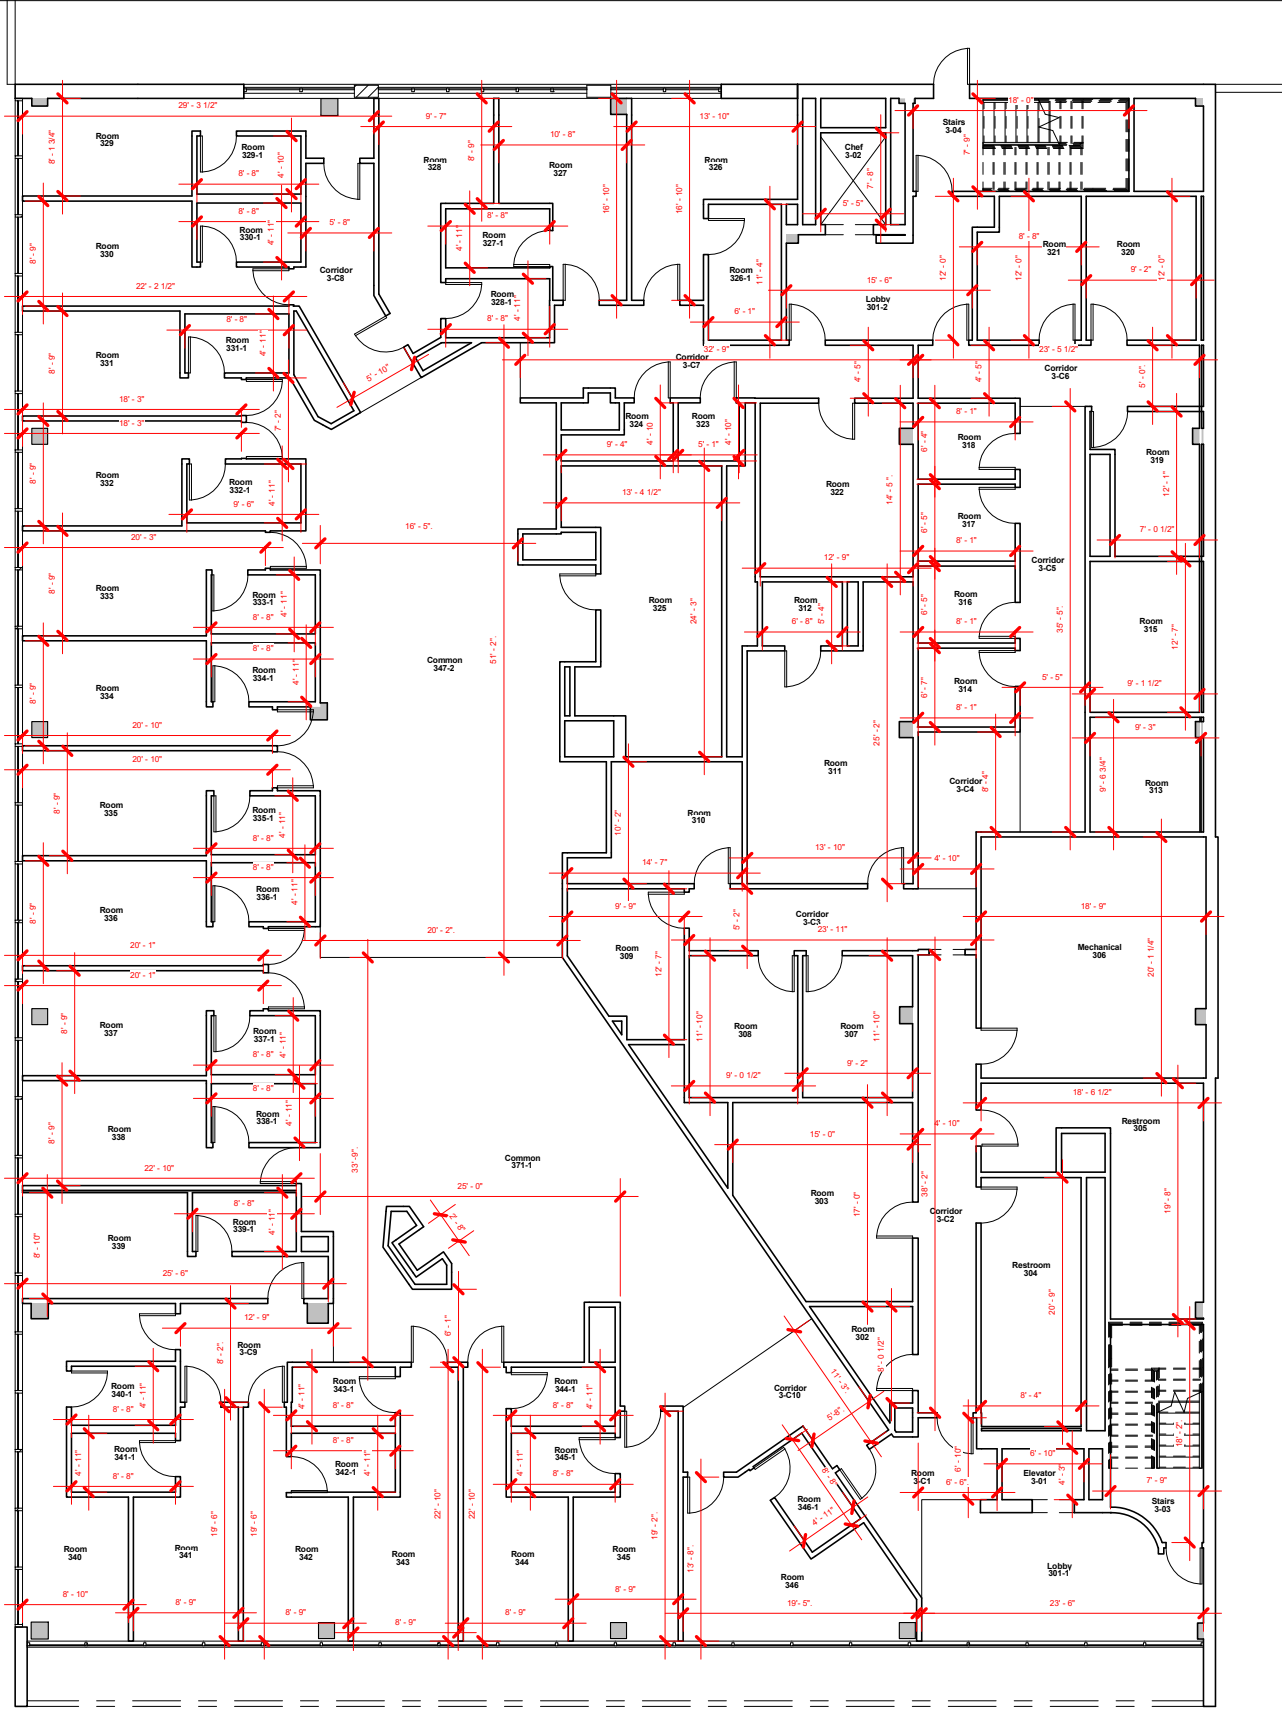 29' - 3 1/2"
9' - 7"
10' - 8"
13' - 10"
18' - 0"
Room
329
8' - 1 3/4"
Room
329-1
8' - 8"
4' - 10"
Room
328
8' - 9"
Room
327
16' - 10"
Room
326
16' - 10"
Chef
3-02
7' - 8"
5' - 5"
Stairs
3-04
7' - 9"
Room
330
8' - 9"
8' - 8"
Room
330-1
4' - 11"
5' - 8"
Corridor
3-C8
8' - 8"
Room
327-1
4' - 11"
Room
328-1
8' - 8"
4' - 11"
Room
326-1
11' - 4"
6' - 1"
15' - 6"
Lobby
301-2
12' - 0"
8' - 8"
Room
321
12' - 0"
Room
320
9' - 2"
12' - 0"
22' - 2 1/2"
8' - 8"
Room
331
8' - 9"
Room
331-1
4' - 11"
5' - 10"
32' - 9"
Corridor
3-C7
4' - 5"
4' - 5"
23' - 5 1/2"
Corridor
3-C6
5' - 0"
18' - 3"
18' - 3"
7' - 2"
Room
324
9' - 4"
4' - 10
Room
323
5' - 1"
4' - 10"
8' - 1"
Room
318
6' - 4"
Room
319
12' - 1"
7' - 0 1/2"
Room
332
8' - 9"
Room
332-1
9' - 6"
4' - 11"
16' - 5".
13' - 4 1/2"
Room
322
14' - 5".
12' - 9"
Room
317
6' - 5"
8' - 1"
Corridor
3-C5
35' - 5".
20' - 3"
Room
333
8' - 9"
Room
333-1
8' - 8"
4' - 11"
Room
325
24' - 3"
Room
312
6' - 8"
5' - 4"
Room
316
6' - 5"
8' - 1"
Room
315
12' - 7"
9' - 1 1/2"
Common
347-2
51' - 2".
8' - 8"
Room
334
8' - 9"
Room
334-1
4' - 11"
20' - 10"
Room
314
6' - 7"
8' - 1"
5' - 5"
25' - 2"
9' - 3"
Room
313
9' - 6 3/4"
Corridor
3-C4
8' - 4"
20' - 10"
Room
335
8' - 9"
Room
335-1
8' - 8"
4' - 11"
Room
311
13' - 10"
Room
310
10' - 2"
14' - 7"
4' - 10"
8' - 8"
Room
336
8' - 9"
Room
336-1
4' - 11"
20' - 1"
20' - 2".
9' - 9"
Room
309
12' - 7"
5' - 2"
Corridor
3-C3
23' - 11"
18' - 9"
Mechanical
306
20' - 1 1/4"
20' - 1"
Room
337
8' - 9"
Room
337-1
8' - 8"
4' - 11"
Room
308
11' - 10"
9' - 0 1/2"
Room
307
11' - 10"
9' - 2"
8' - 8"
Room
338
8' - 9"
Room
338-1
4' - 11"
22' - 10"
33' -9".
Common
371-1
25' - 0"
15' - 0"
Room
303
17' - 0"
4' - 10"
38' - 2"
Corridor
3-C2
18' - 6 1/2"
Restroom
305
19' - 8"
8' - 8"
Room
339
8' - 10"
Room
339-1
4' - 11"
25' - 6"
2' - 8"
Restroom
304
20' - 9"
8' - 4"
12' - 9"
8' - 2".
Room
3-C9
6' - 1"
Room
302
8' - 0 1/2"
Room
340-1
8' - 8"
4' - 11"
Room
343-1
8' - 8"
4' - 11"
Room
344-1
8' - 8"
4' - 11"
Corridor
3-C10
11' - 3".
5' - 8".
18' - 2".
4' - 11"
Room
341-1
8' - 8"
8' - 8"
Room
342-1
4' - 11"
4' - 11"
Room
345-1
8' - 8"
Room
3-C1
6' - 10"
6' - 6"
6' - 10"
Elevator
3-01
4' - 3"
7' - 9"
Stairs
3-03
6' - 8"
Room
346-1
4' - 11"
19' - 6"
19' - 6"
22' - 10"
22' - 10"
19' - 2".
13' - 8".
Room
340
Room
341
Room
342
Room
343
Room
344
Room
345
Room
346
Lobby
301-1
8' - 10"
8' - 9"
8' - 9"
8' - 9"
8' - 9"
8' - 9"
19'- 5".
23' - 6"